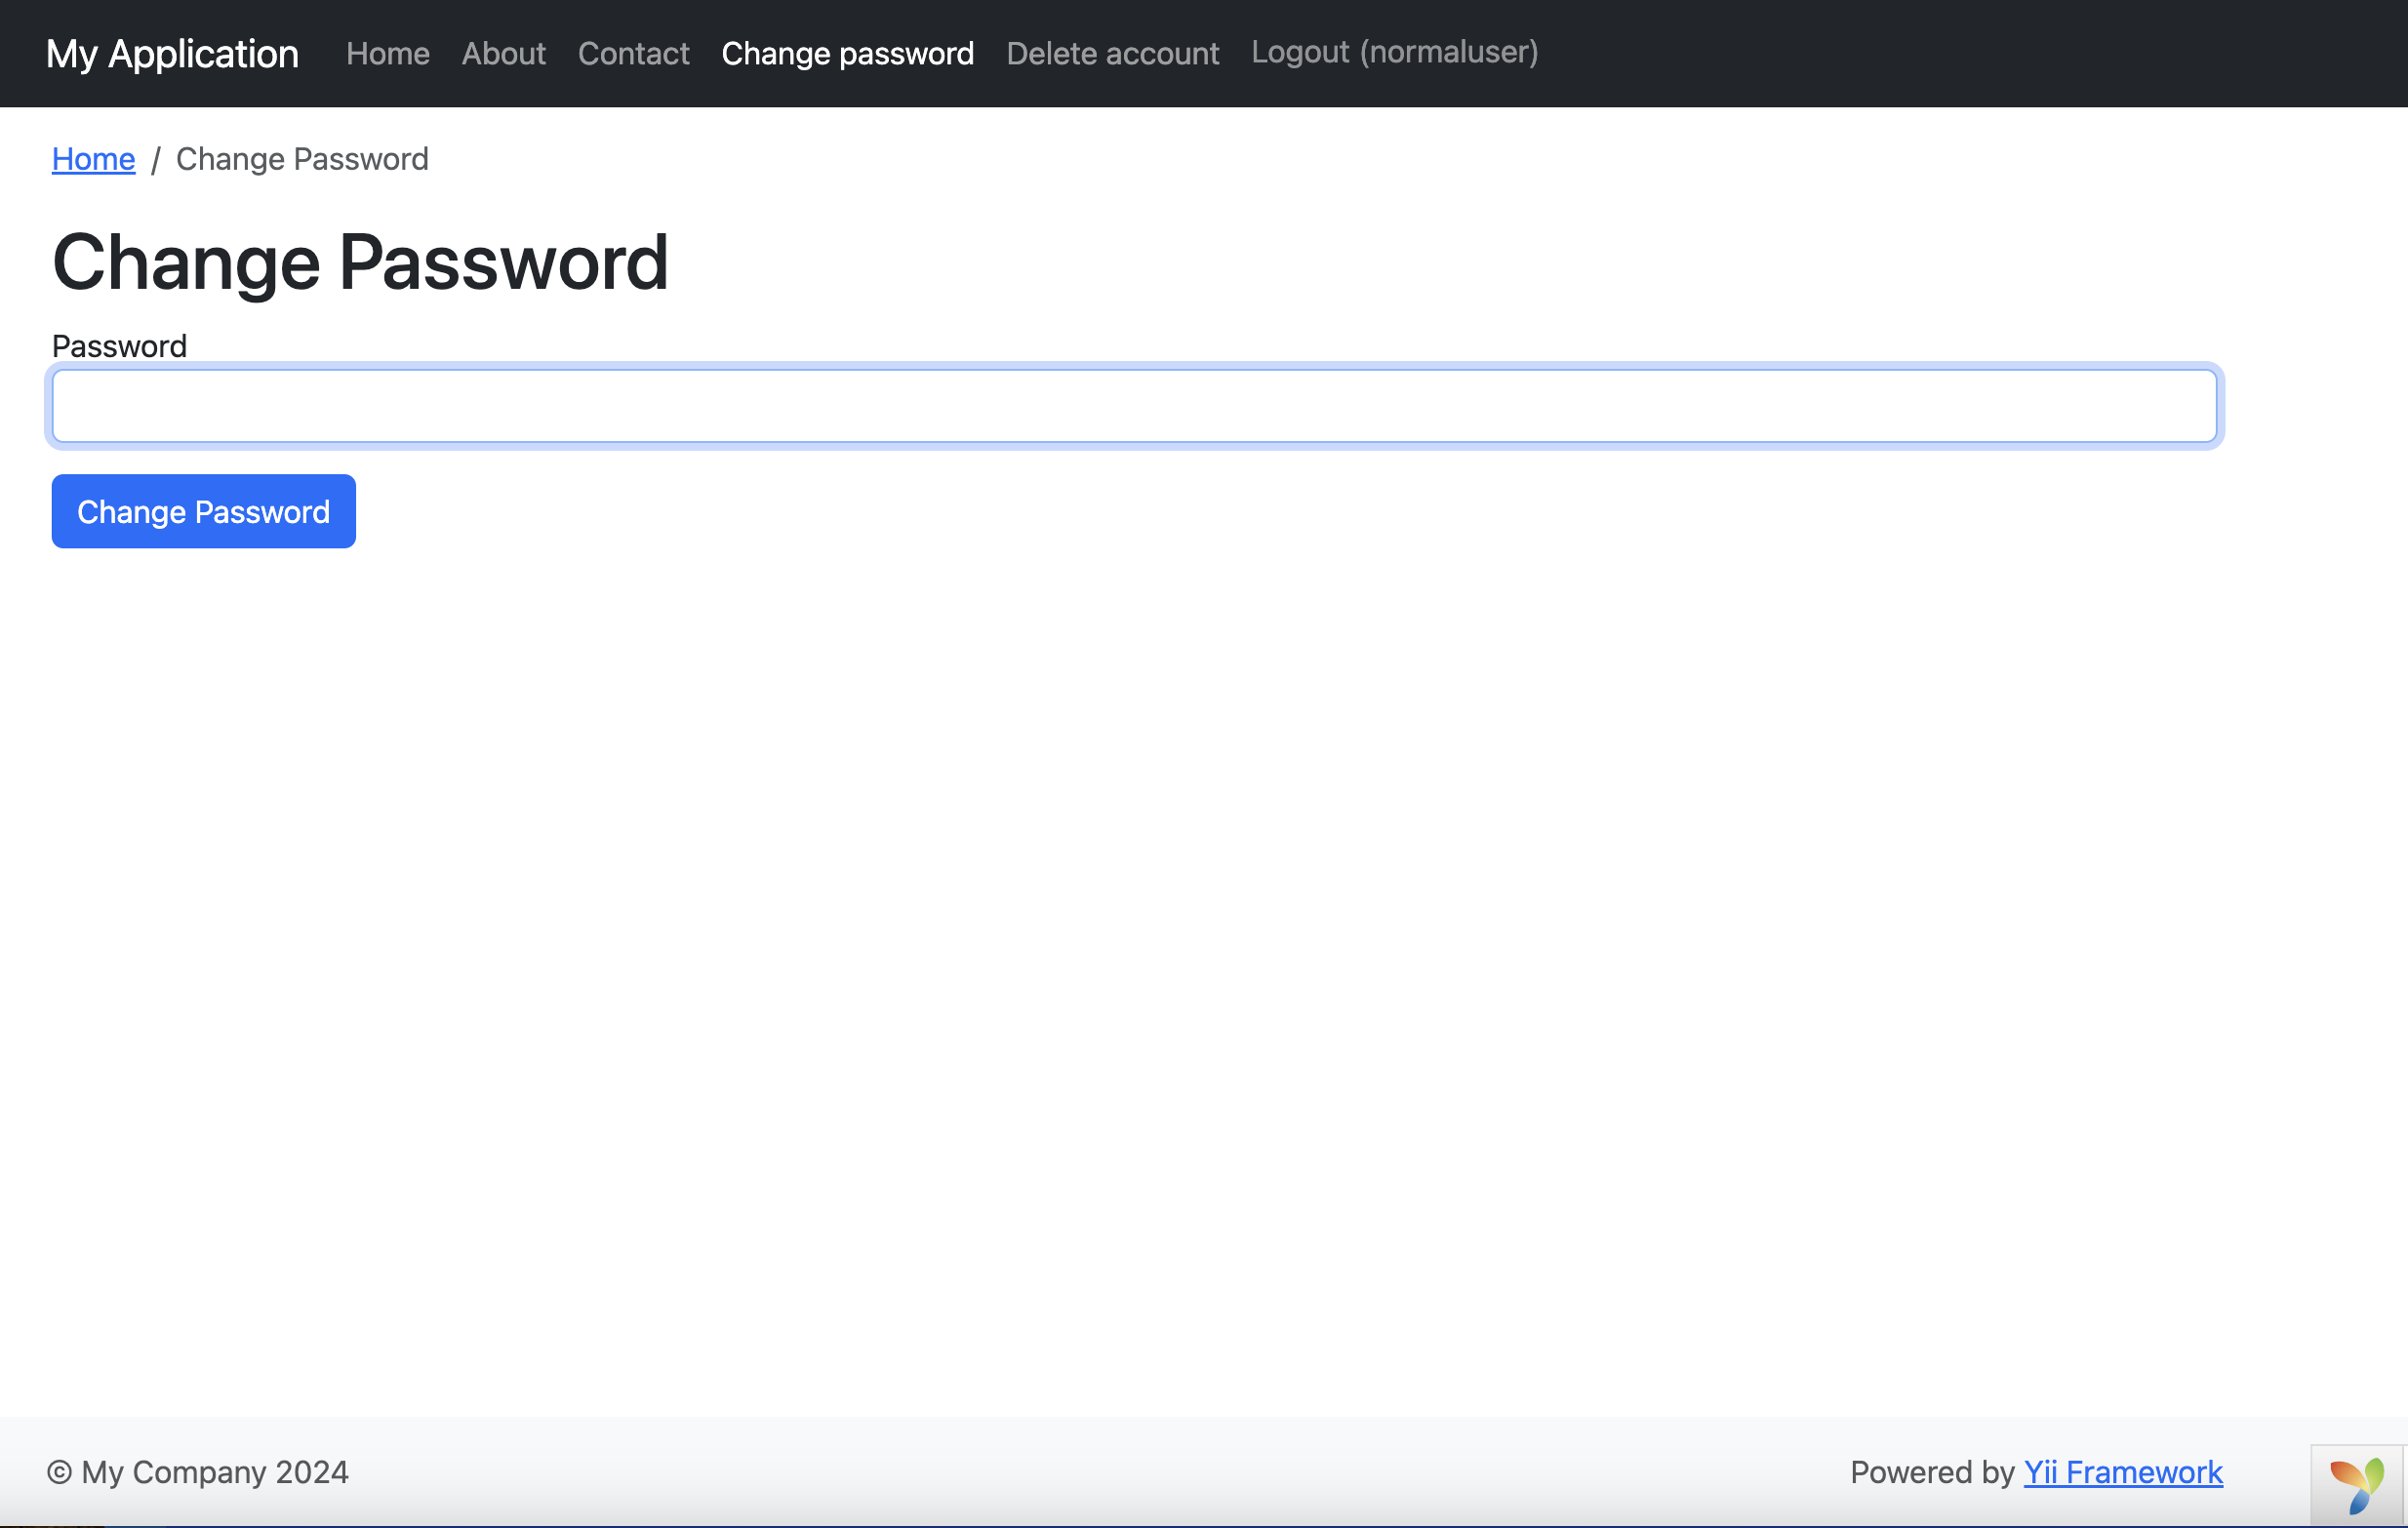 My Application Home About Contact Change password Delete account Logout (normaluser)
Home / Change Password
Change Password
Password
Change Password
© My Company 2024 Powered by Yii Framework